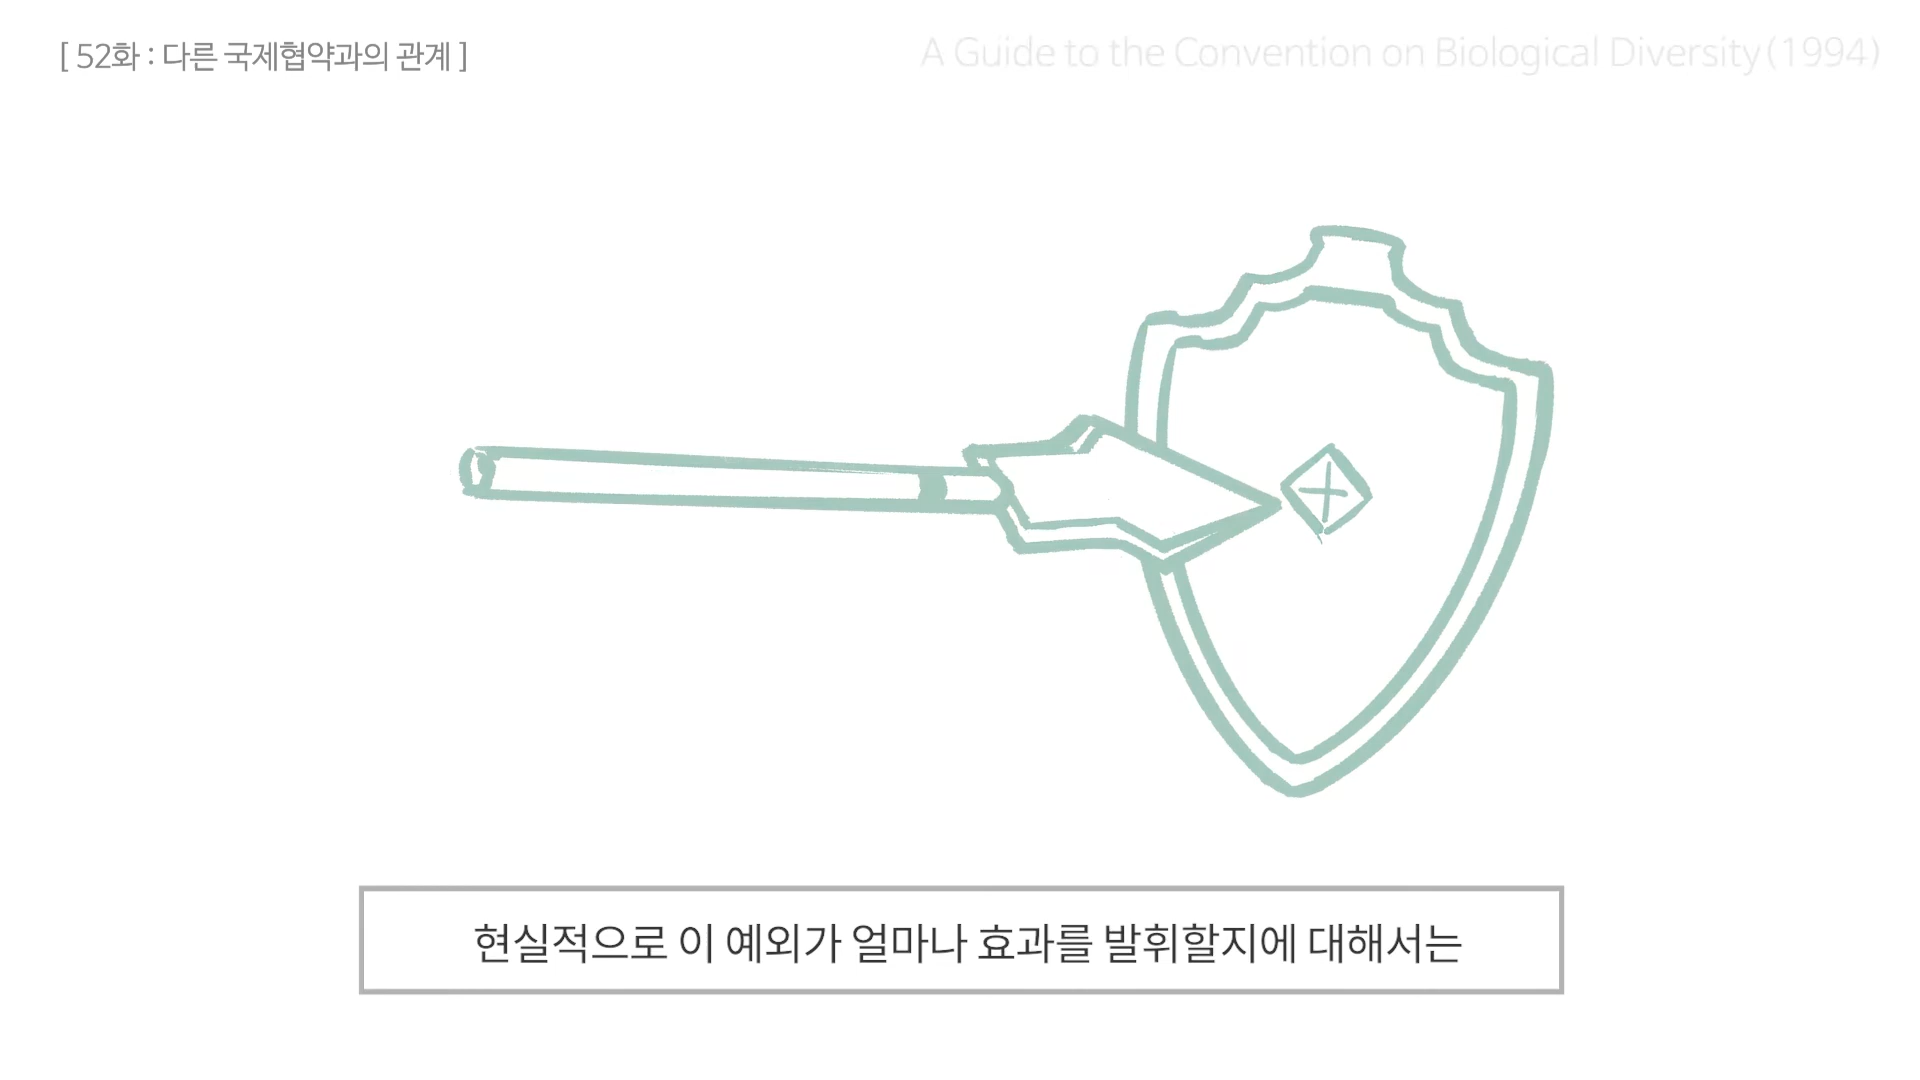 [ 52화 : 다른 국제협약과의 관계 ]
A Guide to the Convention on Biological Diversity (1994)
현실적으로 이 예외가 얼마나 효과를 발휘할지에 대해서는